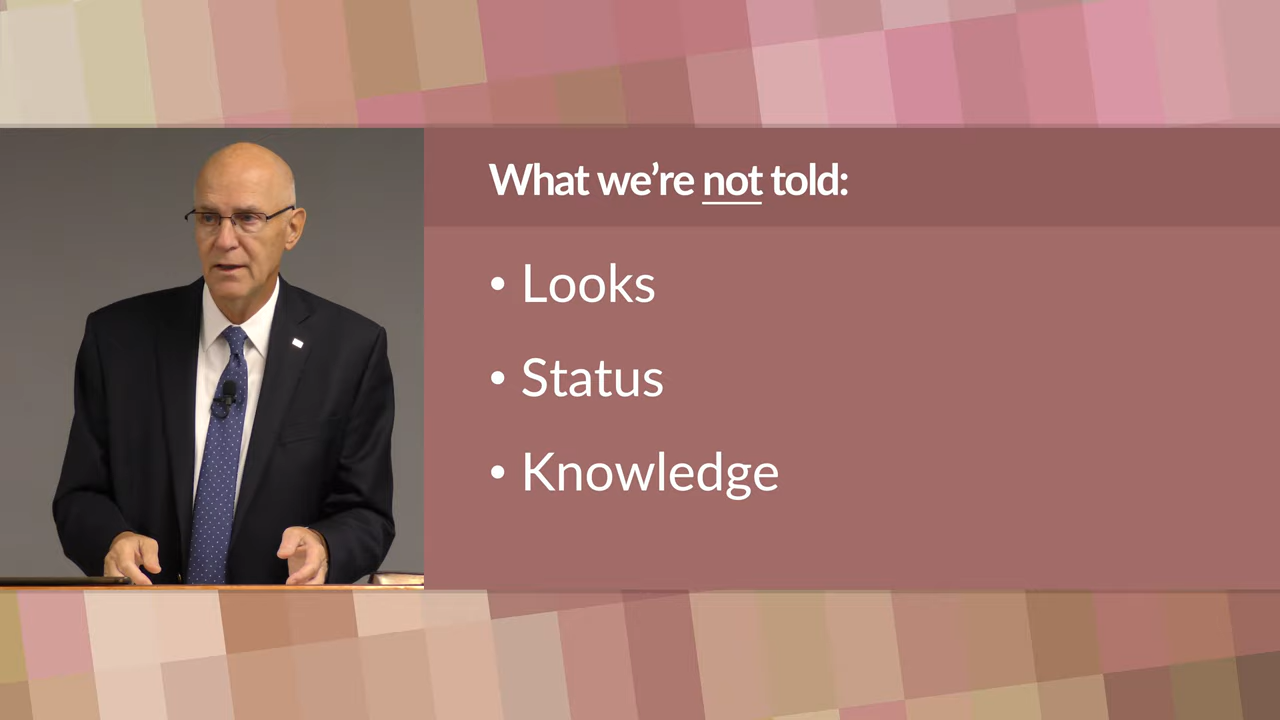 What we’re not told:
• Looks
• Status
• Knowledge